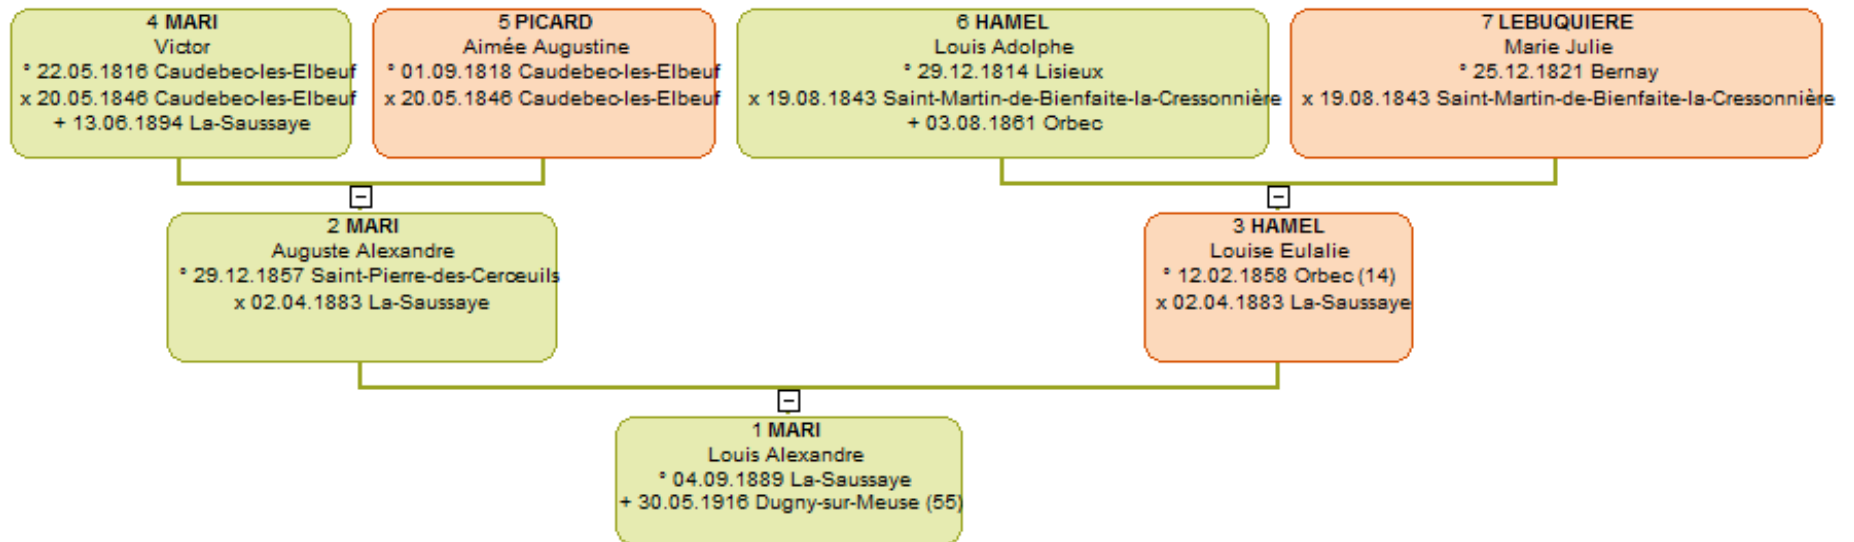 4 MARI
Victor
° 22.05.1816 Caudebec-les-Elbeuf
x 20.05.1846 Caudebec-les-Elbeuf
+ 13.06.1894 La-Saussaye
5 PICARD
Aimée Augustine
° 01.09.1818 Caudebec-les-Elbeuf
x 20.05.1846 Caudebec-les-Elbeuf
6 HAMEL
Louis Adolphe
° 29.12.1814 Lisieux
x 19.08.1843 Saint-Martin-de-Bienfaite-la-Cressonnière
+ 03.08.1861 Orbec
7 LEBUQUIERE
Marie Julie
° 25.12.1821 Bernay
x 19.08.1843 Saint-Martin-de-Bienfaite-la-Cressonnière
2 MARI
Auguste Alexandre
° 29.12.1857 Saint-Pierre-des-Cerœuils
x 02.04.1883 La-Saussaye
3 HAMEL
Louise Eulalie
° 12.02.1858 Orbec (14)
x 02.04.1883 La-Saussaye
1 MARI
Louis Alexandre
° 04.09.1889 La-Saussaye
+ 30.05.1916 Dugny-sur-Meuse (55)